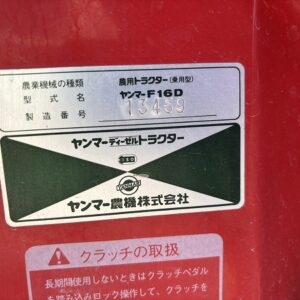 農業機械の種類 農用トラクター(乗用型)
型式名 ヤンマーF16D
製造番号 13459
ヤンマーディーゼルトラクター
ヤンマー農機株式会社
クラッチの取扱
長期間使用しないときはクラッチペダル
を踏み込みロック操作して、クラッチを